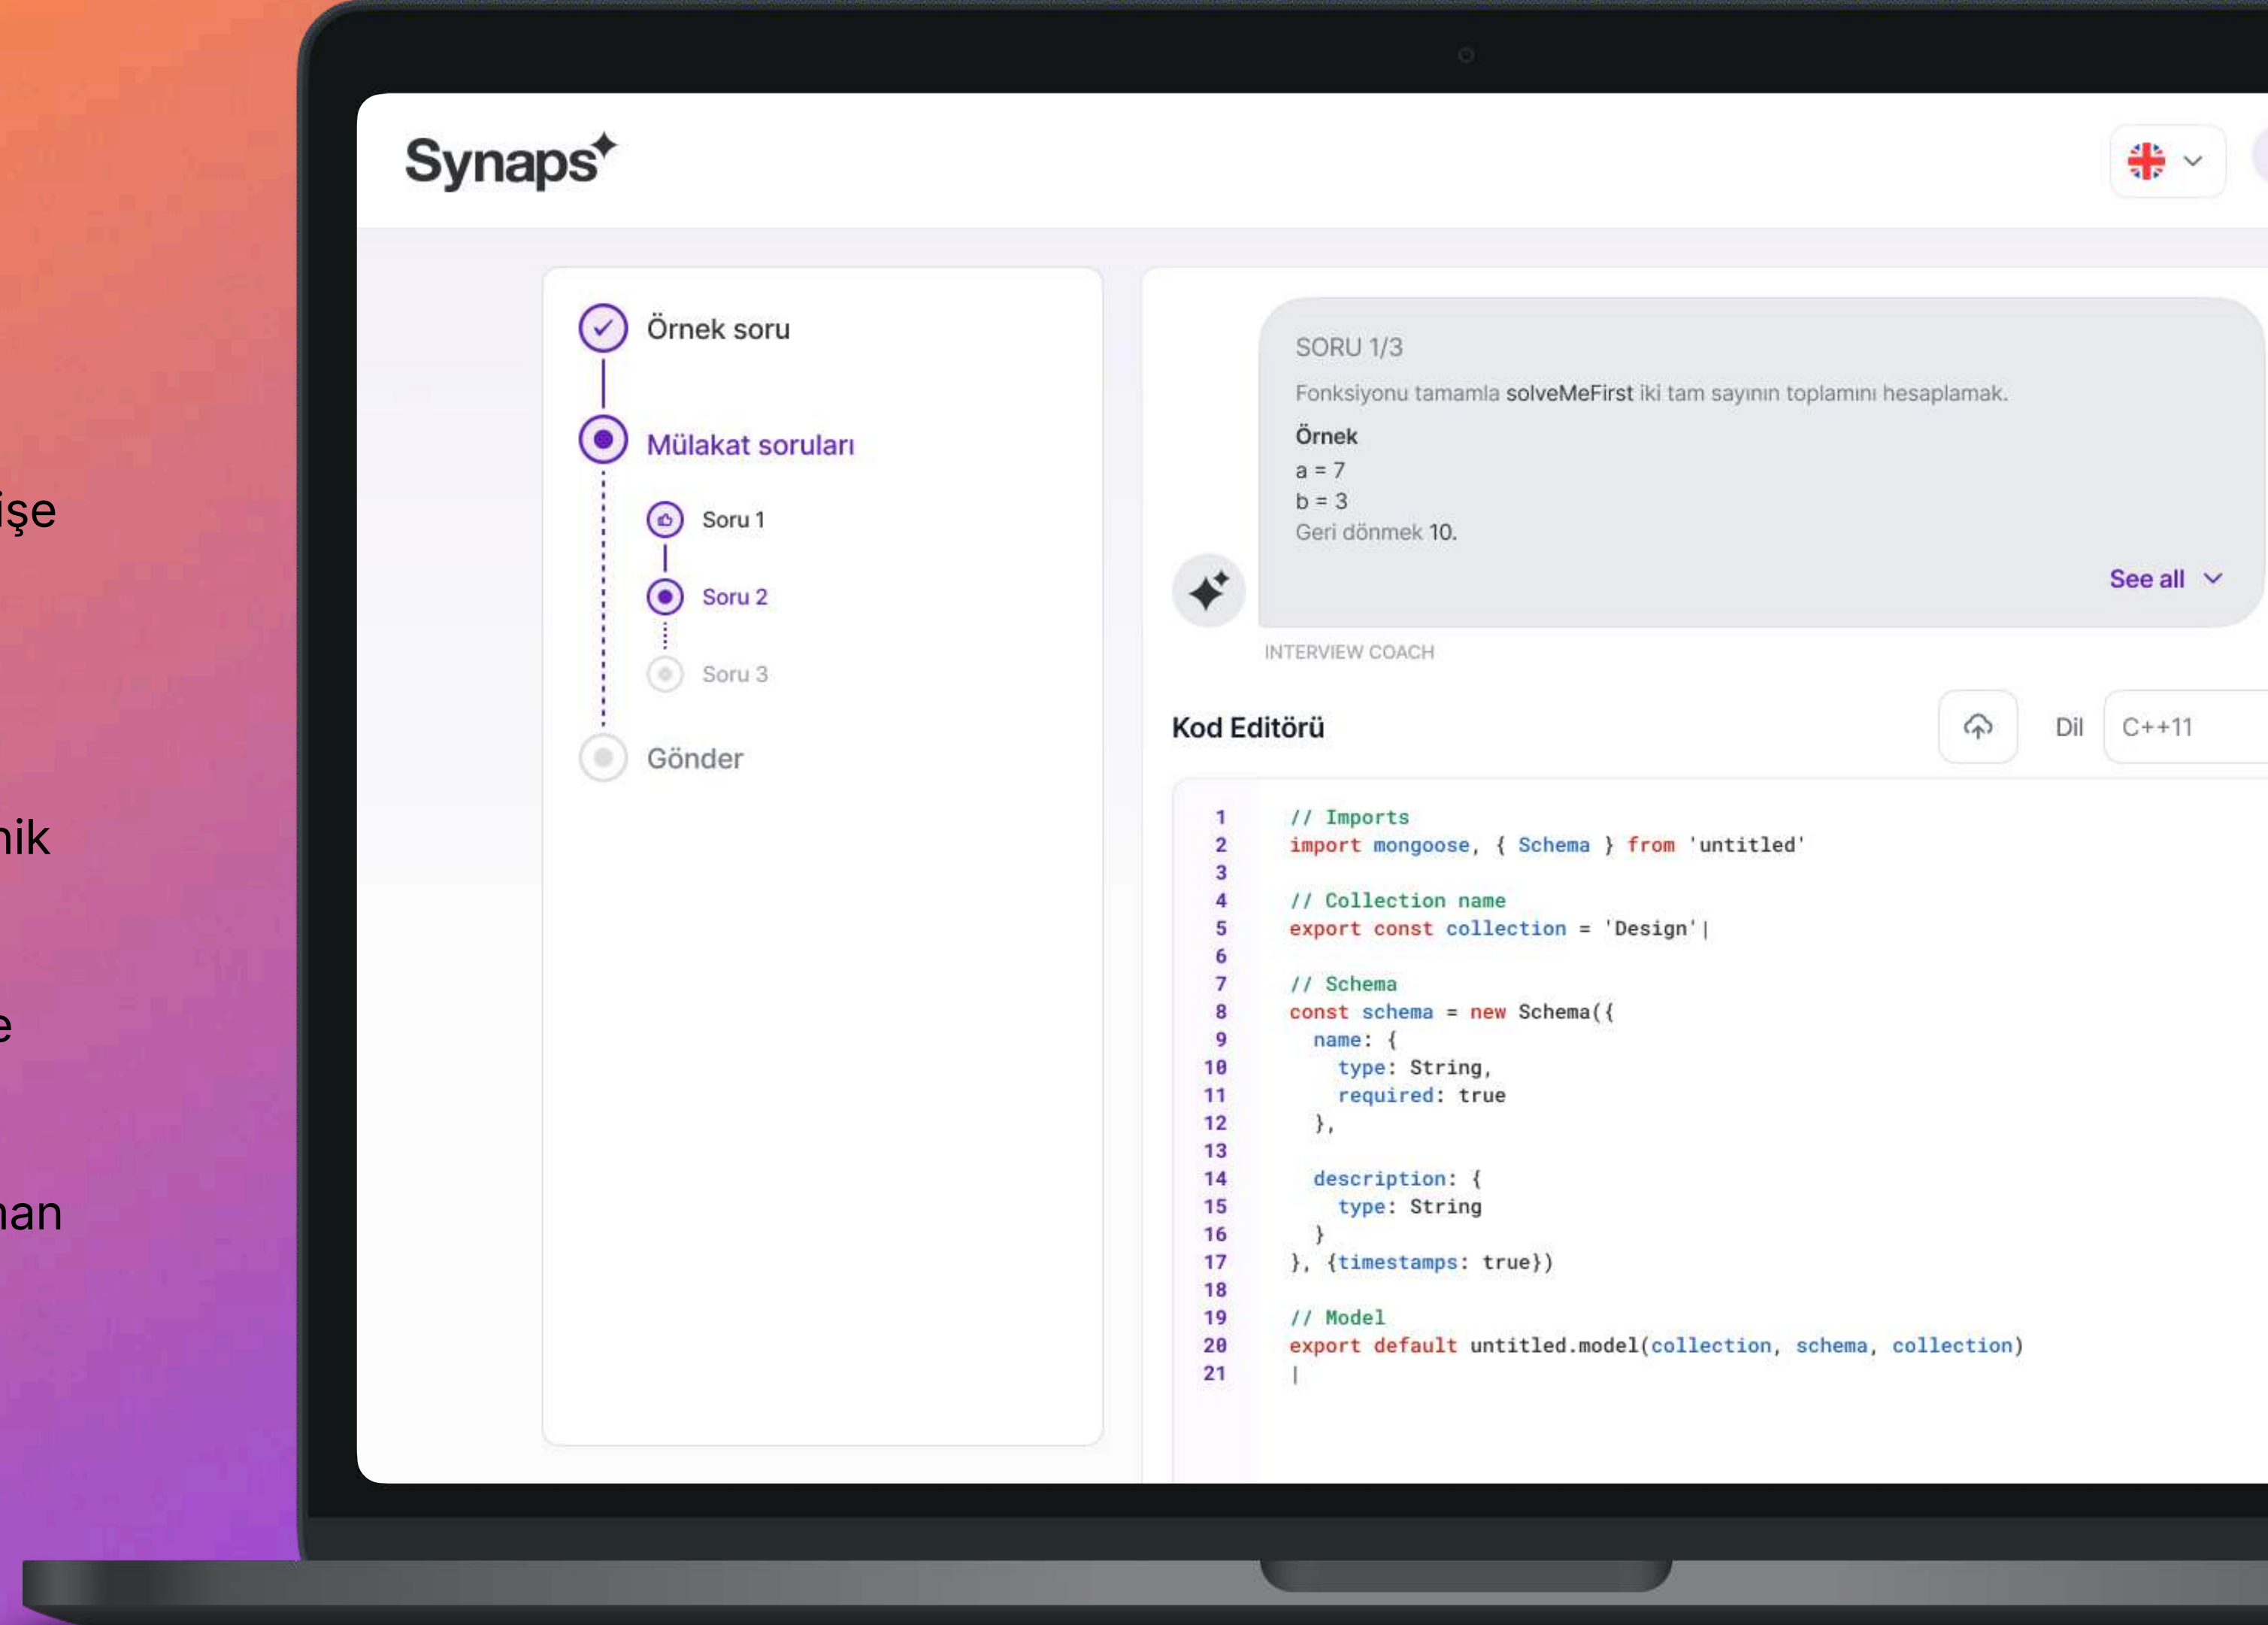 işe
Synaps
Örnek soru
Mülakat soruları
Soru 1
Soru 2
Soru 3
Gönder
SORU 1/3
Fonksiyonu tamamla solveMeFirst iki tam sayının toplamını hesaplamak.
Örnek
a = 7
b = 3
Geri dönmek 10.
See all
INTERVIEW COACH
Kod Editörü
Dil
C++11
1 // Imports
2 import mongoose, { Schema } from 'untitled'
3
4 // Collection name
5 export const collection = 'Design'|
6
7 // Schema
8 const schema = new Schema({
9 name: {
10 type: String,
11 required: true
12 },
13
14 description: {
15 type: String
16 }
17 }, {timestamps: true})
18
19 // Model
20 export default untitled.model(collection, schema, collection)
21 |